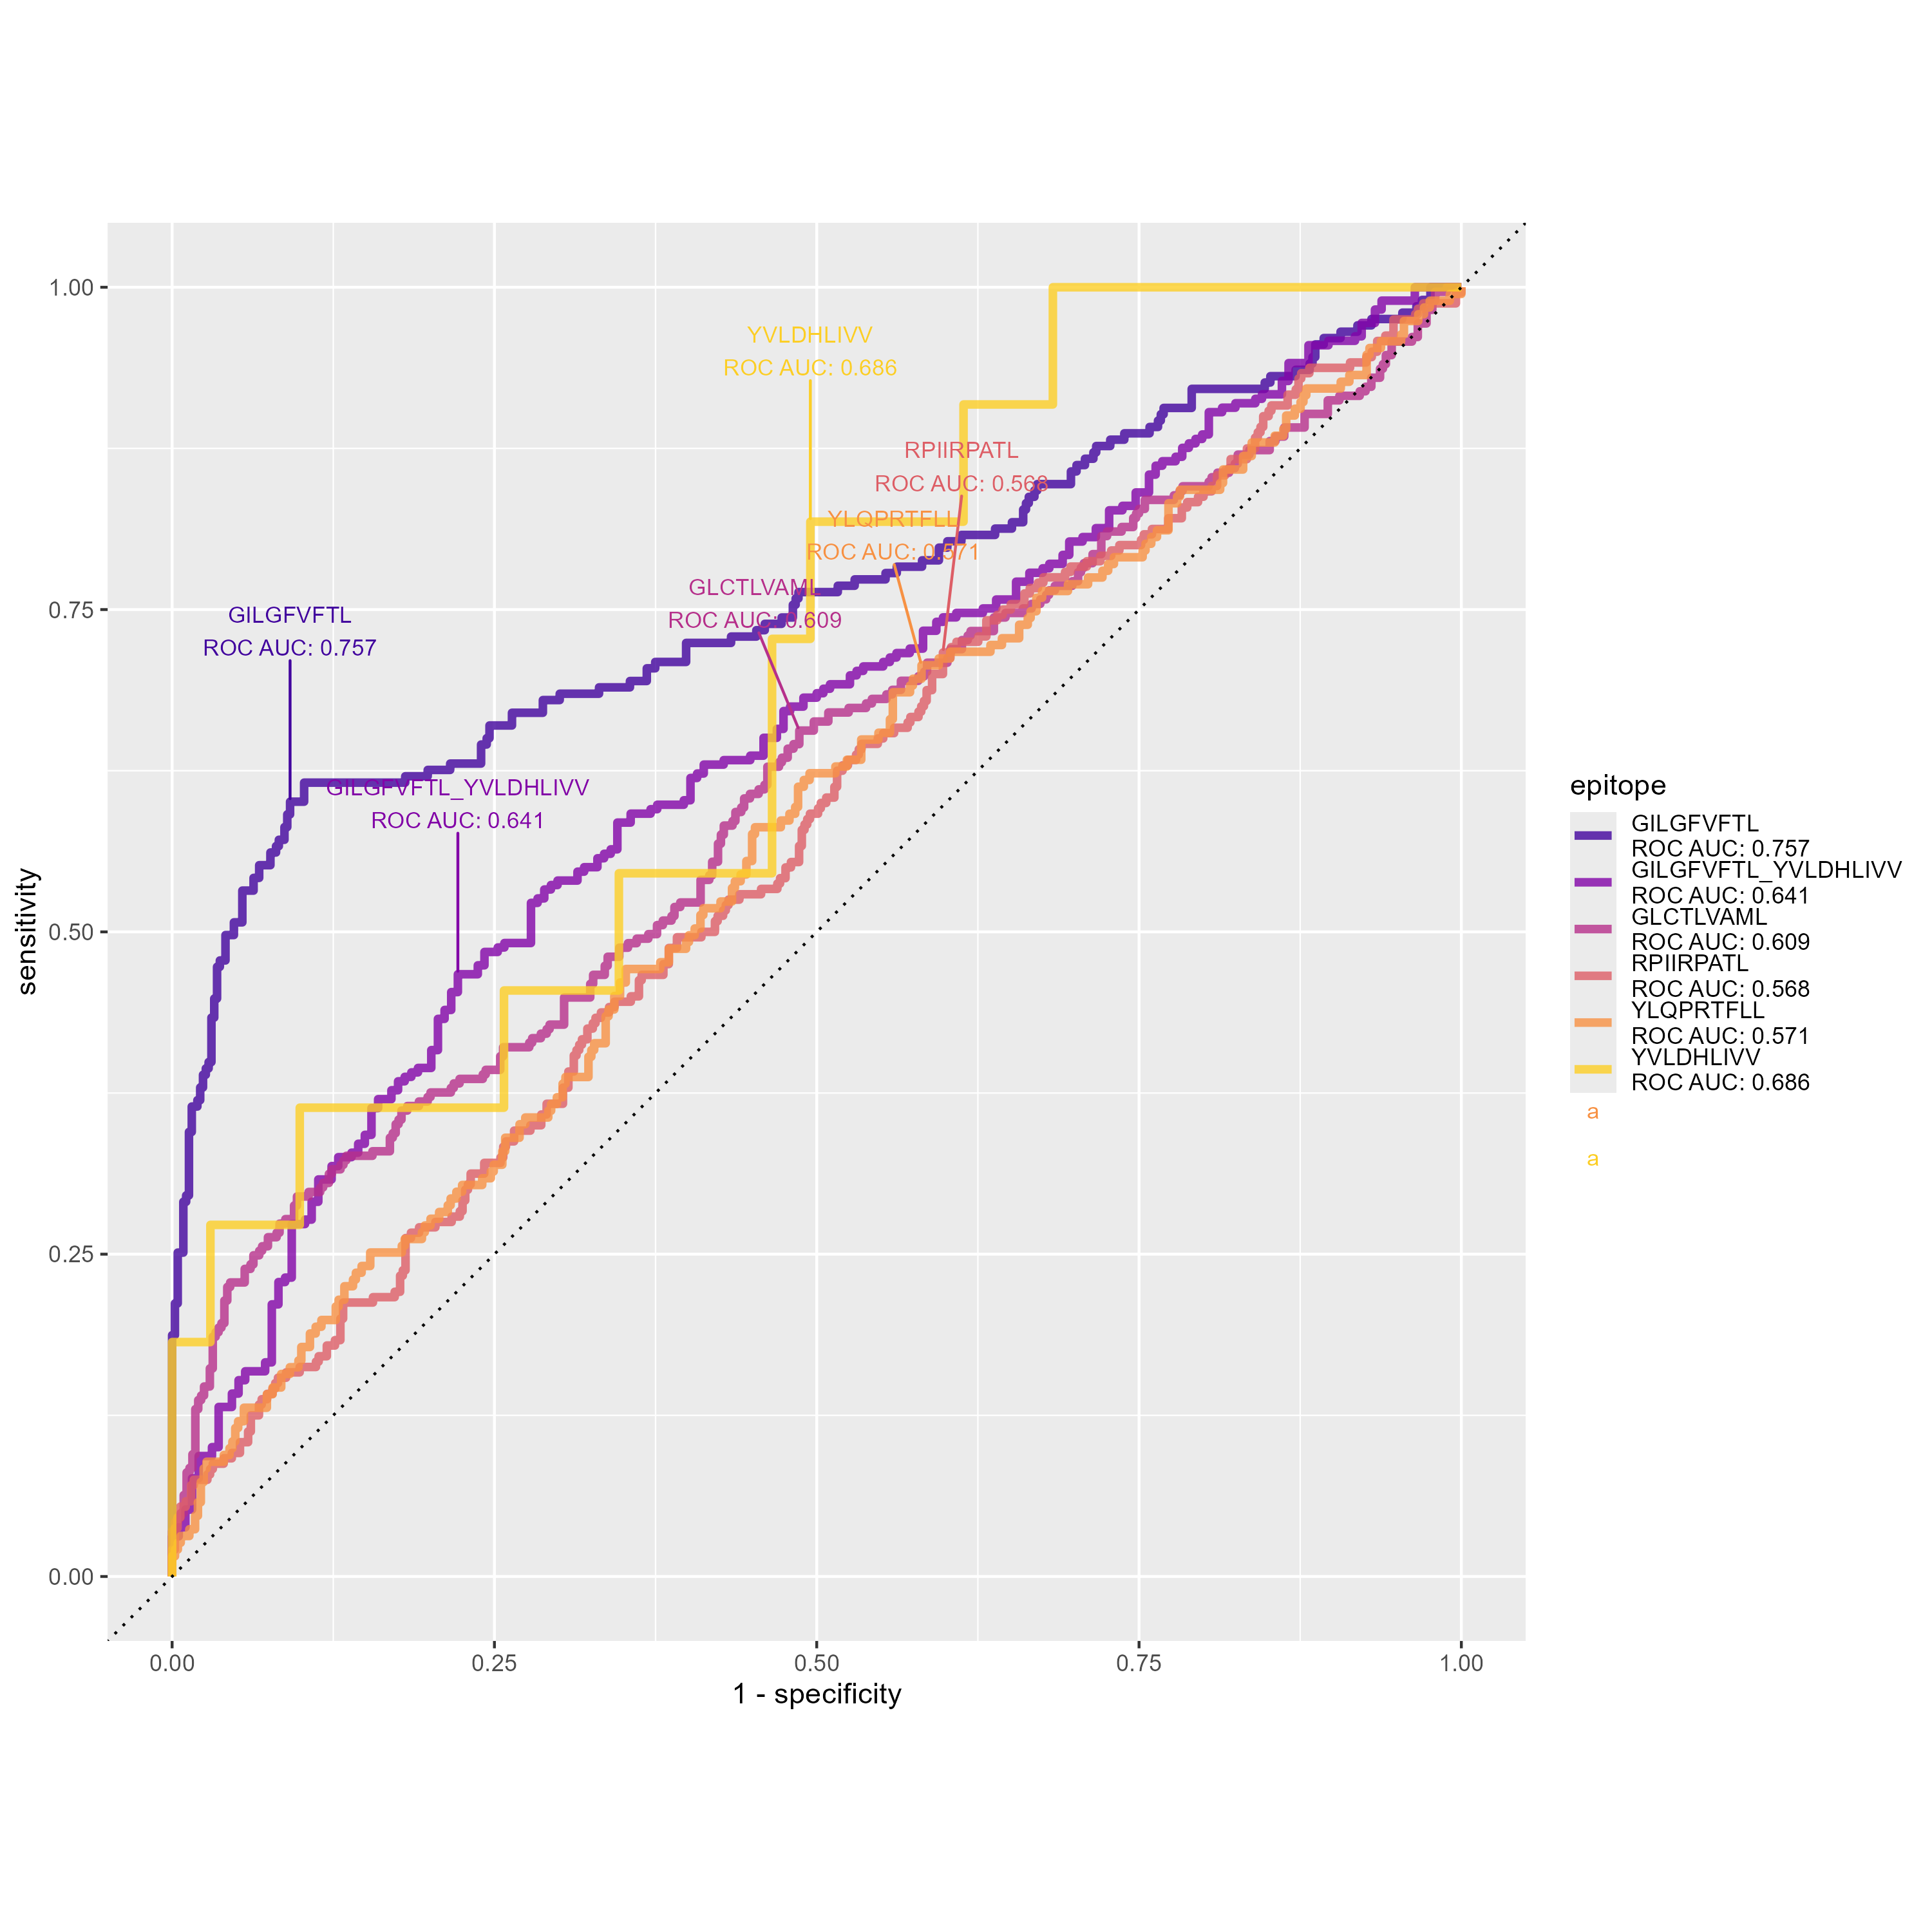 1.00
0.75
0.50
0.25
0.00
sensitivity
YVLDHLIVV
ROC AUC: 0.686
RPIIRPATL
ROC AUC: 0.568
YLQPRTFLL
ROC AUC: 0.571
GLCTLVAML
ROC AUC: 0.609
GILGFVFTL
ROC AUC: 0.757
GILGFVFTL_YVLDHLIVV
ROC AUC: 0.641
0.00 0.25 0.50 0.75 1.00
1 - specificity
epitope
GILGFVFTL
ROC AUC: 0.757
GILGFVFTL_YVLDHLIVV
ROC AUC: 0.641
GLCTLVAML
ROC AUC: 0.609
RPIIRPATL
ROC AUC: 0.568
YLQPRTFLL
ROC AUC: 0.571
YVLDHLIVV
ROC AUC: 0.686
a
a